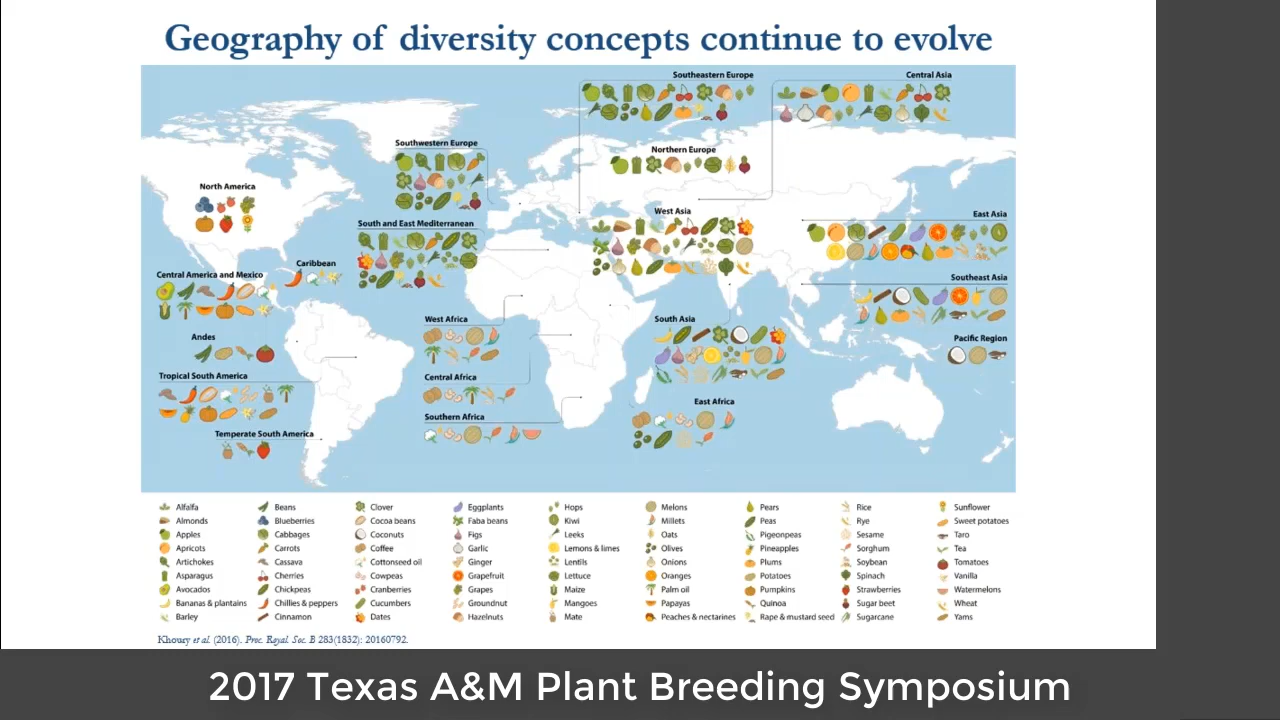 Geography of diversity concepts continue to evolve
Southeastern Europe
Central Asia
Southwestern Europe
Northern Europe
North America
West Asia
East Asia
South and East Mediterranean
Caribbean
Central America and Mexico
Southeast Asia
West Africa
South Asia
Andes
Pacific Region
Tropical South America
Central Africa
East Africa
Southern Africa
Temperate South America
Alfalfa Beans Clover Eggplants Hops Melons Pears Rice Sunflower
Almonds Blueberries Cocoa beans Faba beans Kiwi Millets Peas Rye Sweet potatoes
Apples Cabbages Coconuts Figs Leeks Oats Pigeonpeas Sesame Taro
Apricots Carrots Coffee Garlic Lemons & limes Olives Pineapples Sorghum Tea
Artichokes Cassava Cottonseed oil Ginger Lentils Onions Plums Soybean Tomatoes
Asparagus Cherries Cowpeas Grapefruit Lettuce Oranges Potatoes Spinach Vanilla
Avocados Chickpeas Cranberries Grapes Maize Palm oil Pumpkins Strawberries Watermelons
Bananas & plantains Chillies & peppers Cucumbers Groundnut Mangoes Papayas Quinoa Sugar beet Wheat
Barley Cinnamon Dates Hazelnuts Mate Peaches & nectarines Rape & mustard seed Sugarcane Yams
Khoury et al. (2016). Proc. Royal. Soc. B 283(1832): 20160792.
2017 Texas A&M Plant Breeding Symposium